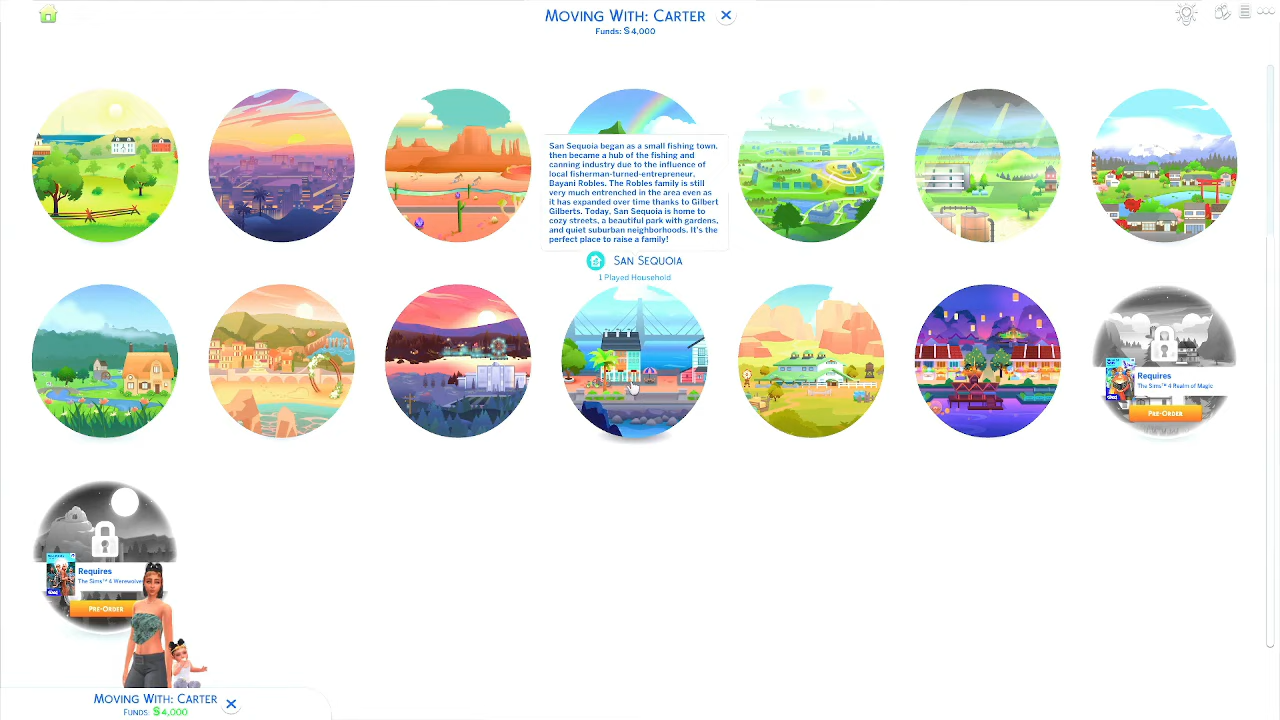 Moving With: Carter
Funds: §4,000
San Sequoia began as a small fishing town,
then became a hub of the fishing and
canning industry due to the influence of
local fisherman-turned-entrepreneur,
Bayani Robles. The Robles family is still
very much entrenched in the area even as
it has expanded over time thanks to Gilbert
Gilberts. Today, San Sequoia is home to
cozy streets, a beautiful park with gardens,
and quiet suburban neighborhoods. It's the
perfect place to raise a family!
San Sequoia
1 Played Household
Requires
The Sims™ 4 Realm of Magic
Pre-Order
Requires
The Sims™ 4 Werewolves
Pre-Order
Moving With: Carter
Funds: §4,000